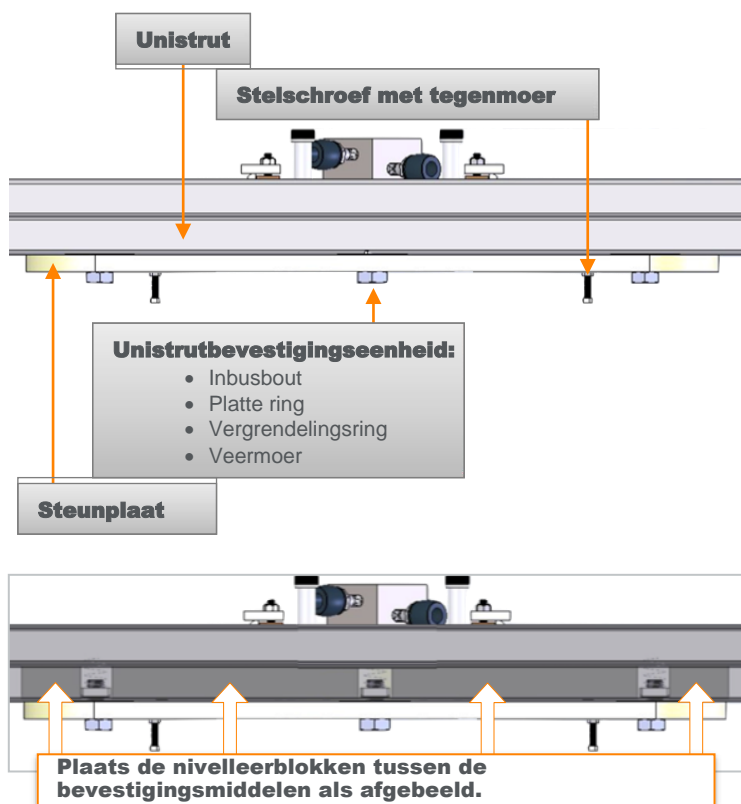 Unistrut
Stelschroef met tegenmoer
Unistrutbevestigingseenheid:
• Inbusbout
• Platte ring
• Vergrendelingsring
• Veermoer
Steunplaat
Plaats de nivelleerblokken tussen de
bevestigingsmiddelen als afgebeeld.